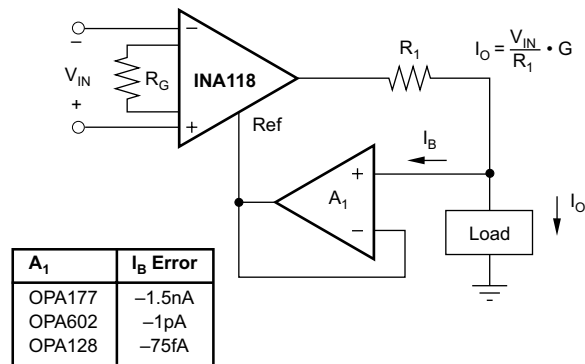 –
V_IN
+
R_G
–
INA118
+
Ref
R_1
I_O = V_IN / R_1 • G
I_B
+
A_1
–
I_O
Load
A_1 I_B Error
OPA177 –1.5nA
OPA602 –1pA
OPA128 –75fA